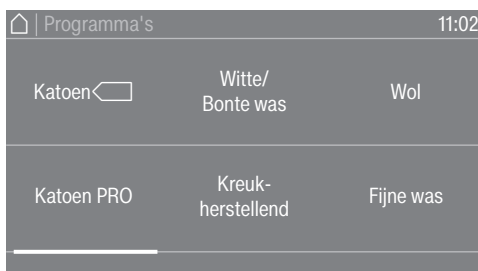 | Programma's 11:02
Katoen
Witte/
Bonte was
Wol
Katoen PRO
Kreuk-
herstellend
Fijne was